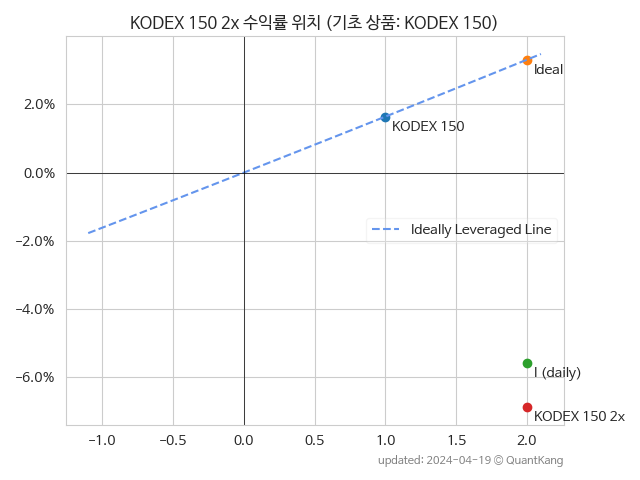 KODEX 150 2x 수익률 위치 (기초 상품: KODEX 150)
Ideal
2.0%
KODEX 150
0.0%
−2.0%
Ideally Leveraged Line
−4.0%
I (daily)
−6.0%
KODEX 150 2x
−1.0 −0.5 0.0 0.5 1.0 1.5 2.0
updated: 2024-04-19 © QuantKang